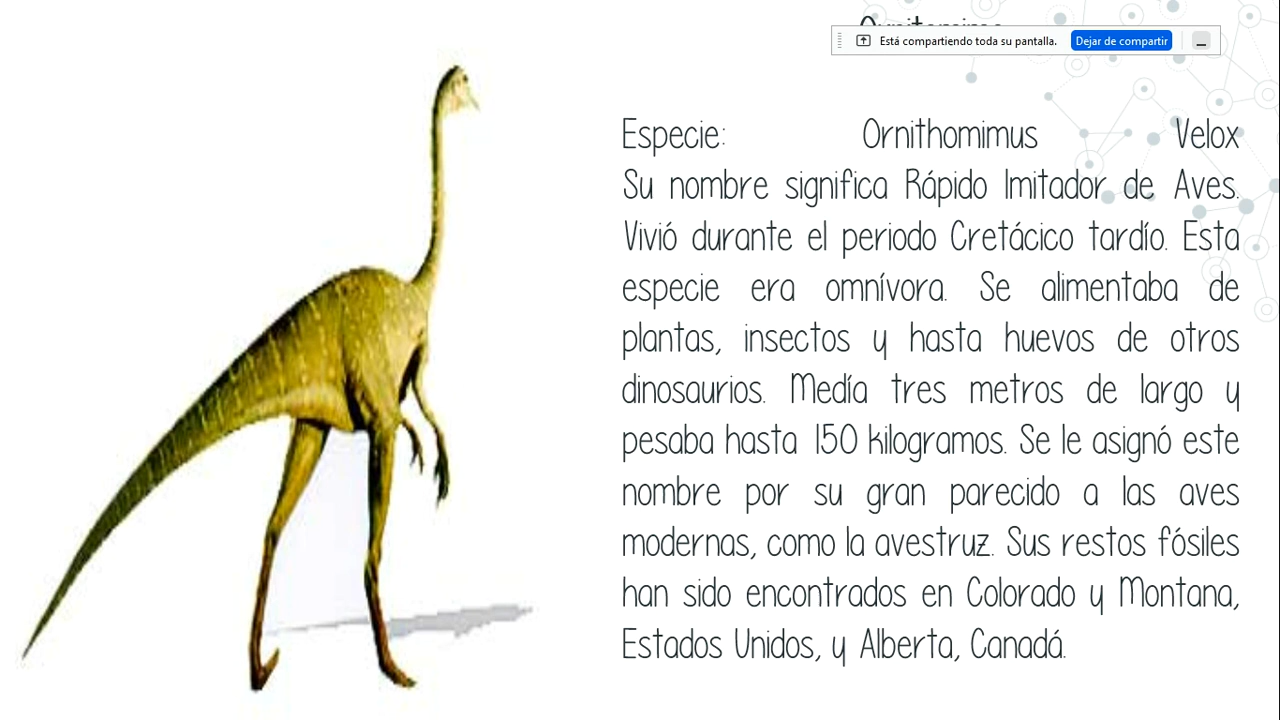 Está compartiendo toda su pantalla. Dejar de compartir
Especie: Ornithomimus Velox
Su nombre significa Rápido Imitador de Aves.
Vivió durante el periodo Cretácico tardío. Esta
especie era omnívora. Se alimentaba de
plantas, insectos y hasta huevos de otros
dinosaurios. Medía tres metros de largo y
pesaba hasta 150 kilogramos. Se le asignó este
nombre por su gran parecido a las aves
modernas, como la avestruz. Sus restos fósiles
han sido encontrados en Colorado y Montana,
Estados Unidos, y Alberta, Canadá.